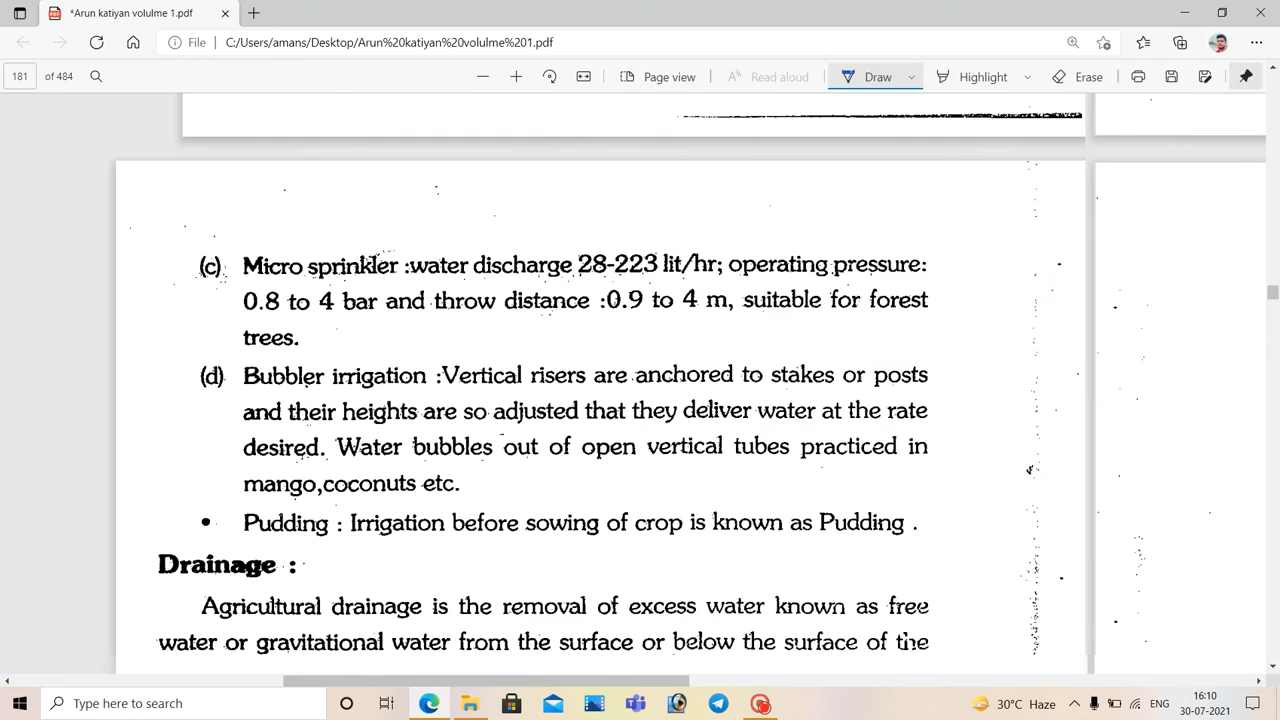 *Arun katiyan volulme 1.pdf
File C:/Users/amans/Desktop/Arun%20katiyan%20volulme%201.pdf
181 of 484 Page view Read aloud Draw Highlight Erase
(c) Micro sprinkler :water discharge 28-223 lit/hr; operating pressure:
0.8 to 4 bar and throw distance :0.9 to 4 m, suitable for forest
trees.
(d) Bubbler irrigation :Vertical risers are anchored to stakes or posts
and their heights are so adjusted that they deliver water at the rate
desired. Water bubbles out of open vertical tubes practiced in
mango,coconuts etc.
• Pudding : Irrigation before sowing of crop is known as Pudding .
Drainage :
Agricultural drainage is the removal of excess water known as free
water or gravitational water from the surface or below the surface of the
Type here to search
30°C Haze ENG 16:10
30-07-2021